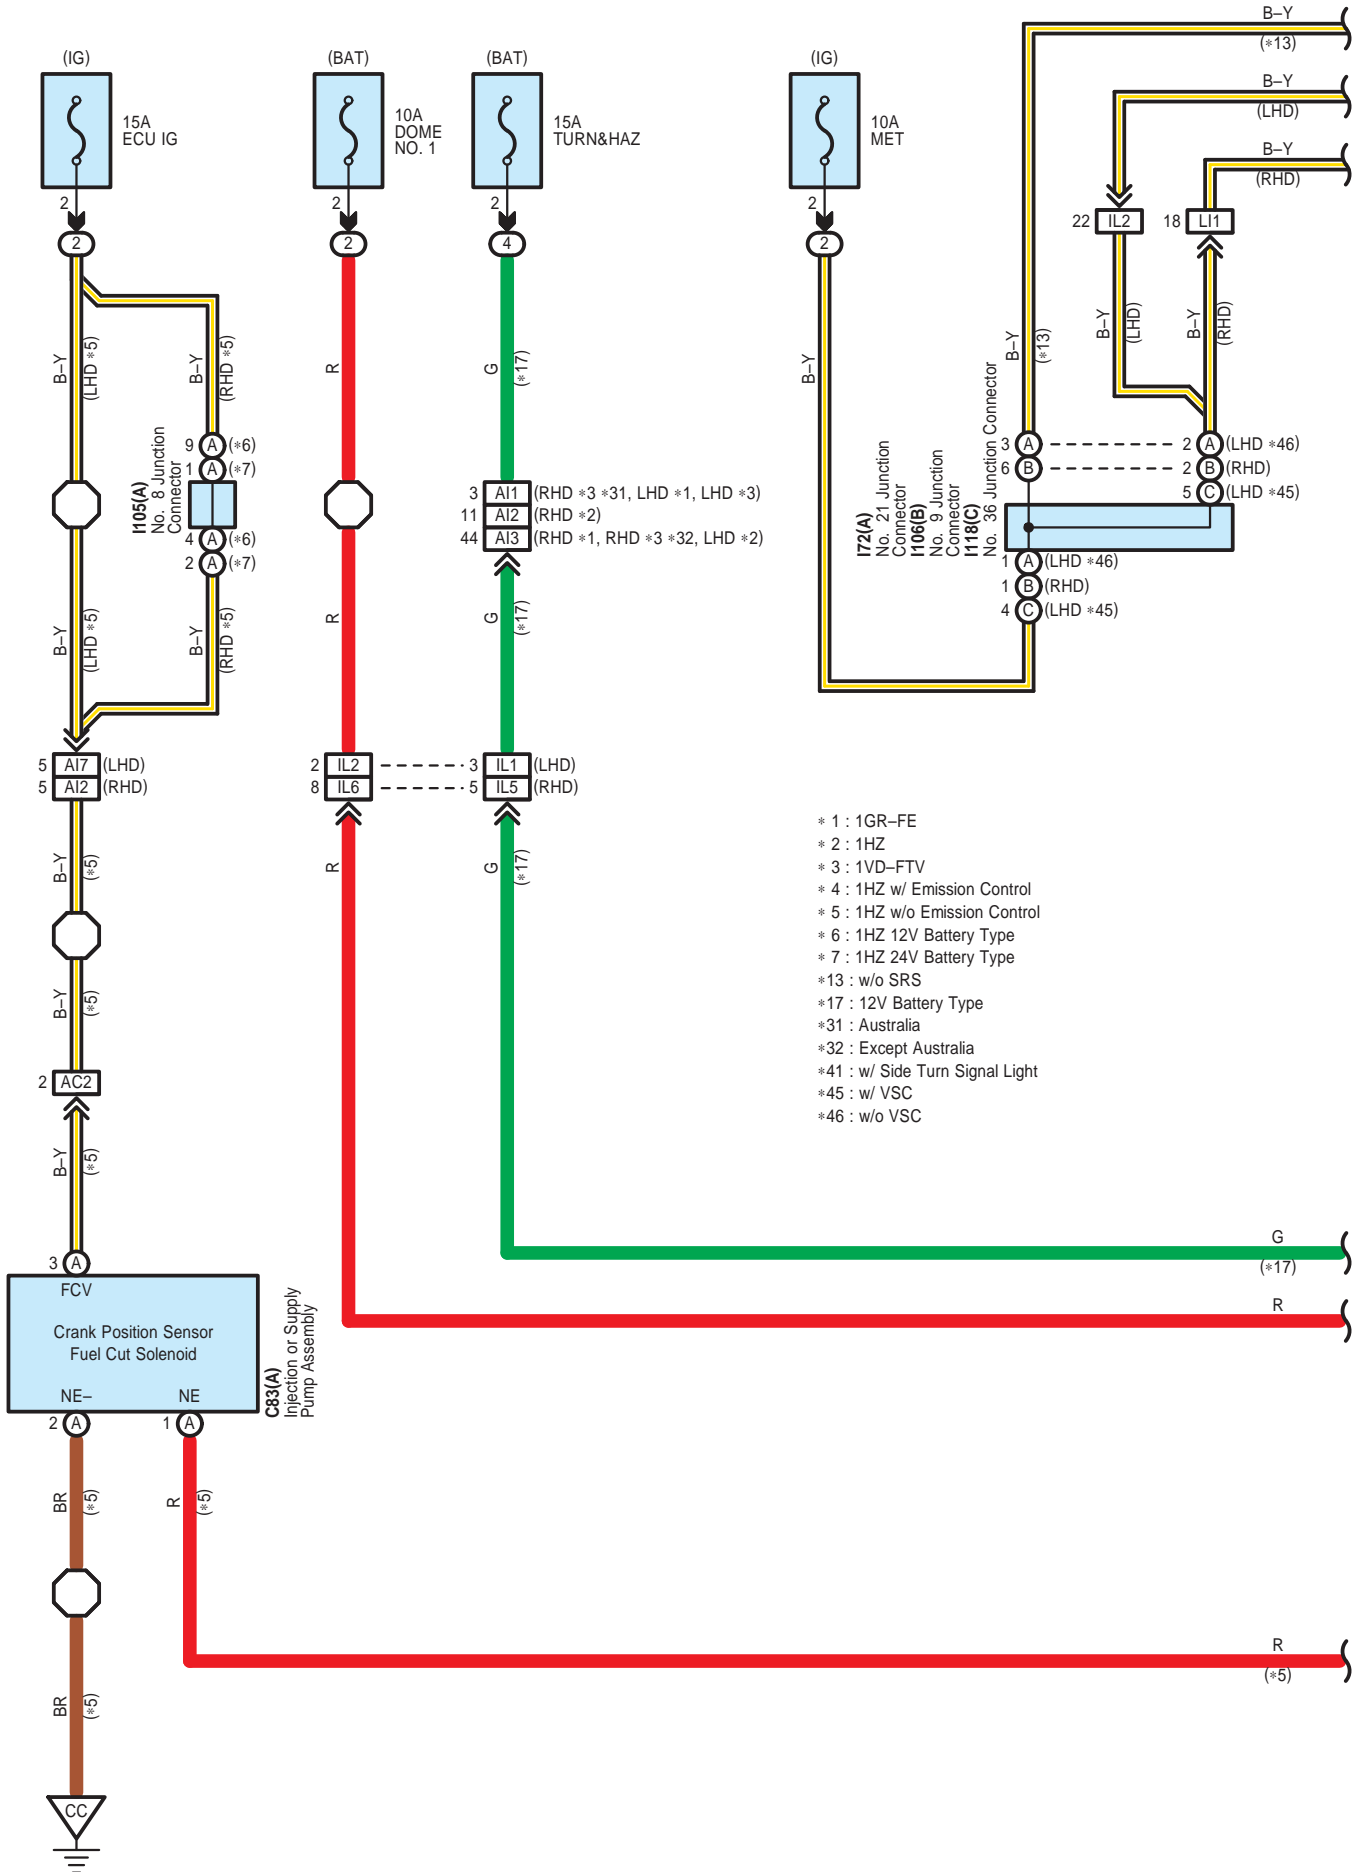 B–Y
(*13)
(IG)
(BAT)
(BAT)
(IG)
B–Y
(LHD)
15A
ECU IG
10A
DOME
NO. 1
15A
TURN&HAZ
10A
MET
B–Y
(RHD)
2
2
2
2
2
2
4
2
22 IL2
18 LI1
B–Y
(LHD *5)
B–Y
(RHD *5)
R
G
(*17)
B–Y
B–Y
(*13)
B–Y
(LHD)
B–Y
(RHD)
9 A (*6)
1 A (*7)
I105(A)
No. 8 Junction
Connector
4 A (*6)
2 A (*7)
3 AI1 (RHD *3 *31, LHD *1, LHD *3)
11 AI2 (RHD *2)
44 AI3 (RHD *1, RHD *3 *32, LHD *2)
3 A
6 B
2 A (LHD *46)
2 B (RHD)
5 C (LHD *45)
I72(A)
No. 21 Junction
Connector
I106(B)
No. 9 Junction
Connector
I118(C)
No. 36 Junction Connector
1 A (LHD *46)
1 B (RHD)
4 C (LHD *45)
B–Y
(LHD *5)
B–Y
(RHD *5)
R
G
(*17)
5 AI7 (LHD)
5 AI2 (RHD)
2 IL2
8 IL6
3 IL1 (LHD)
5 IL5 (RHD)
B–Y
(*5)
R
G
(*17)
* 1 : 1GR–FE
* 2 : 1HZ
* 3 : 1VD–FTV
* 4 : 1HZ w/ Emission Control
* 5 : 1HZ w/o Emission Control
* 6 : 1HZ 12V Battery Type
* 7 : 1HZ 24V Battery Type
*13 : w/o SRS
*17 : 12V Battery Type
*31 : Australia
*32 : Except Australia
*41 : w/ Side Turn Signal Light
*45 : w/ VSC
*46 : w/o VSC
B–Y
(*5)
2 AC2
B–Y
(*5)
G
(*17)
R
3 A
FCV
Crank Position Sensor
Fuel Cut Solenoid
NE–
NE
C83(A)
Injection or Supply
Pump Assembly
2 A
1 A
BR
(*5)
R
(*5)
R
(*5)
BR
(*5)
CC